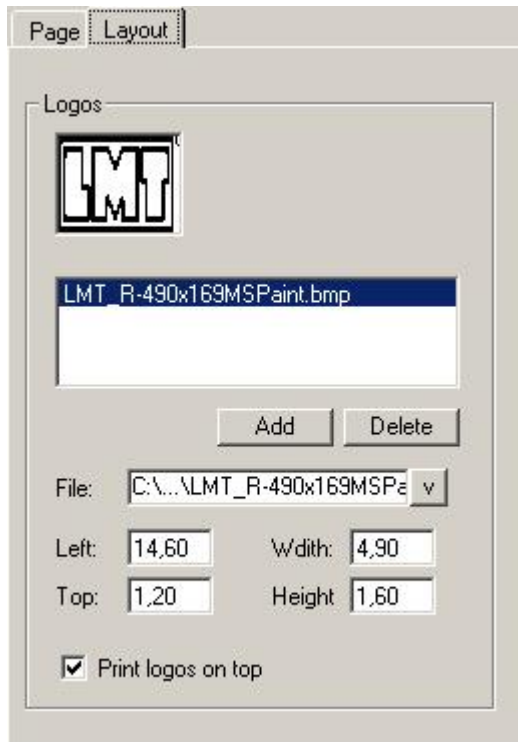 Page Layout
Logos
LMT
LMT_R-490x169MSPaint.bmp
Add Delete
File: C:\...\LMT_R-490x169MSPa v
Left: 14,60 Wdith: 4,90
Top: 1,20 Height 1,60
Print logos on top